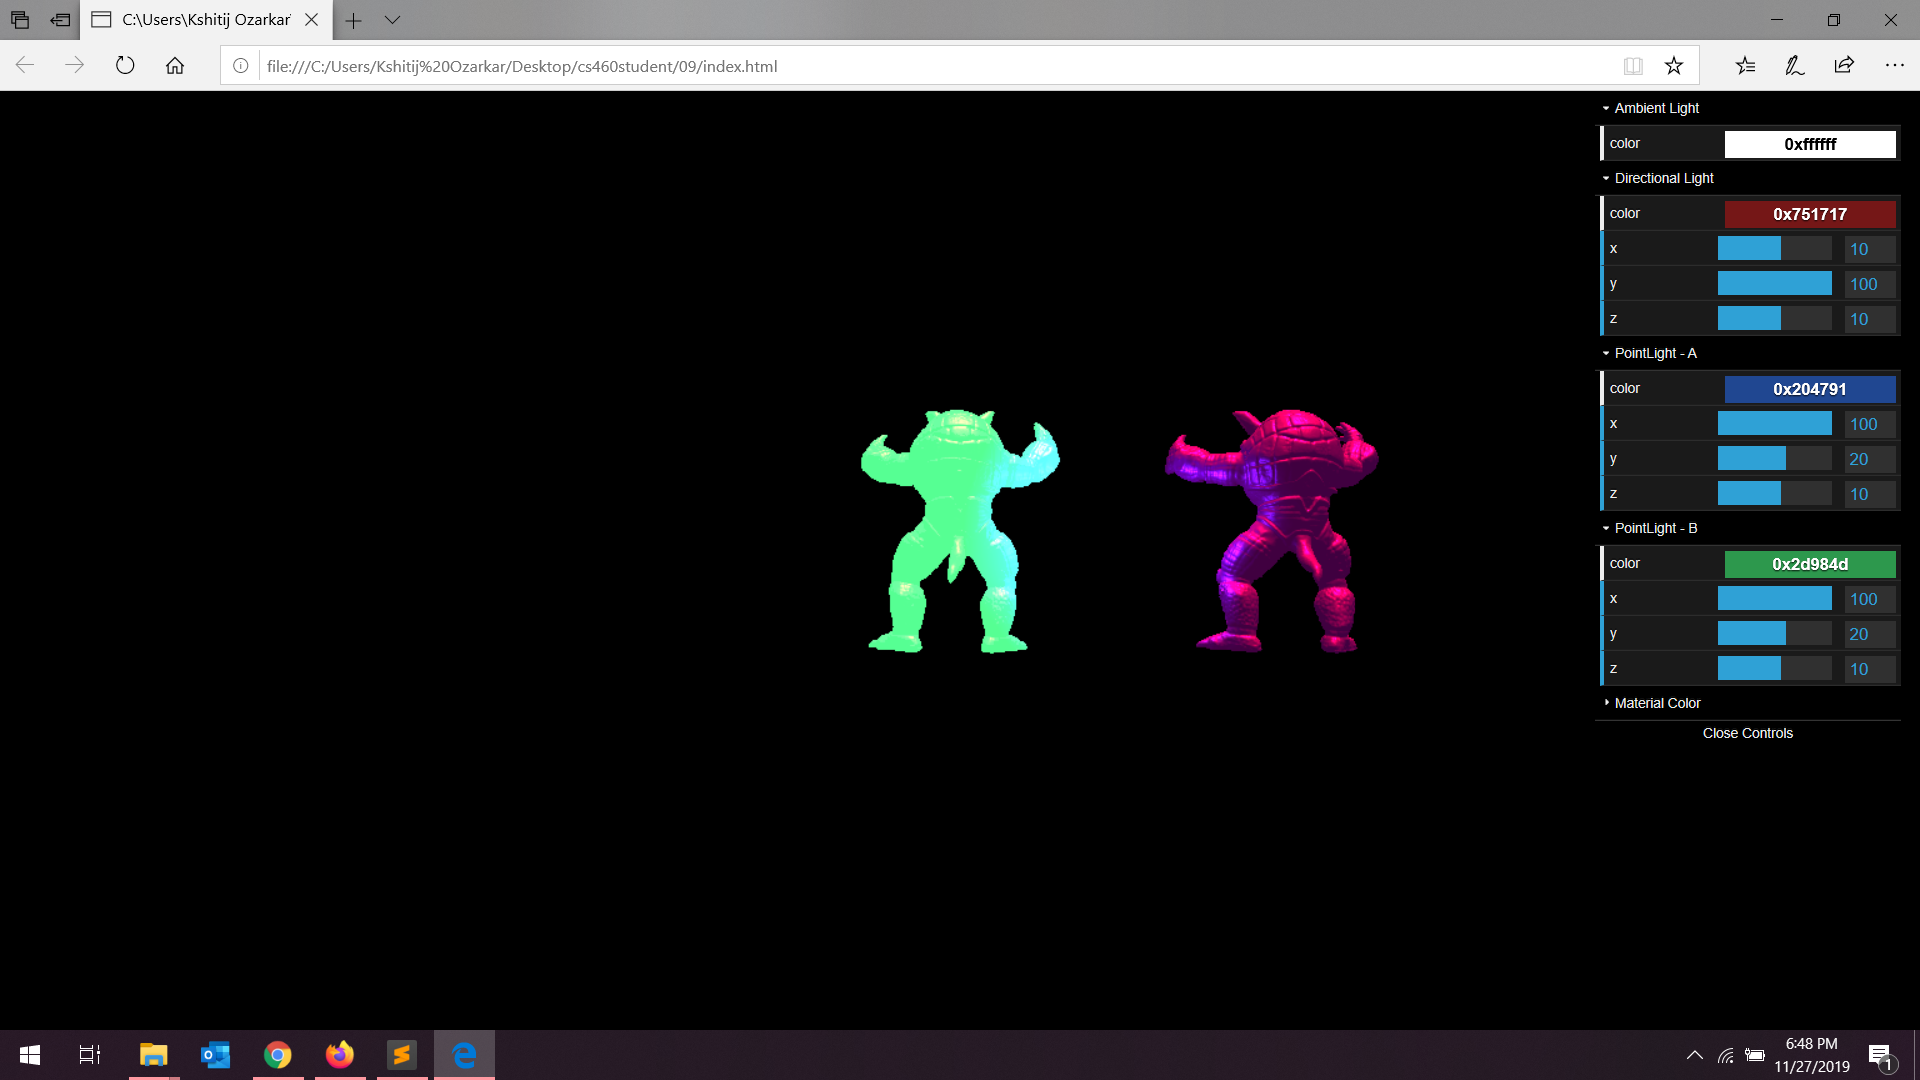 C:\Users\Kshitij Ozarkar\
file:///C:/Users/Kshitij%20Ozarkar/Desktop/cs460student/09/index.html
Ambient Light
color 0xffffff
Directional Light
color 0x751717
x 10
y 100
z 10
PointLight - A
color 0x204791
x 100
y 20
z 10
PointLight - B
color 0x2d984d
x 100
y 20
z 10
Material Color
Close Controls
6:48 PM
11/27/2019
1